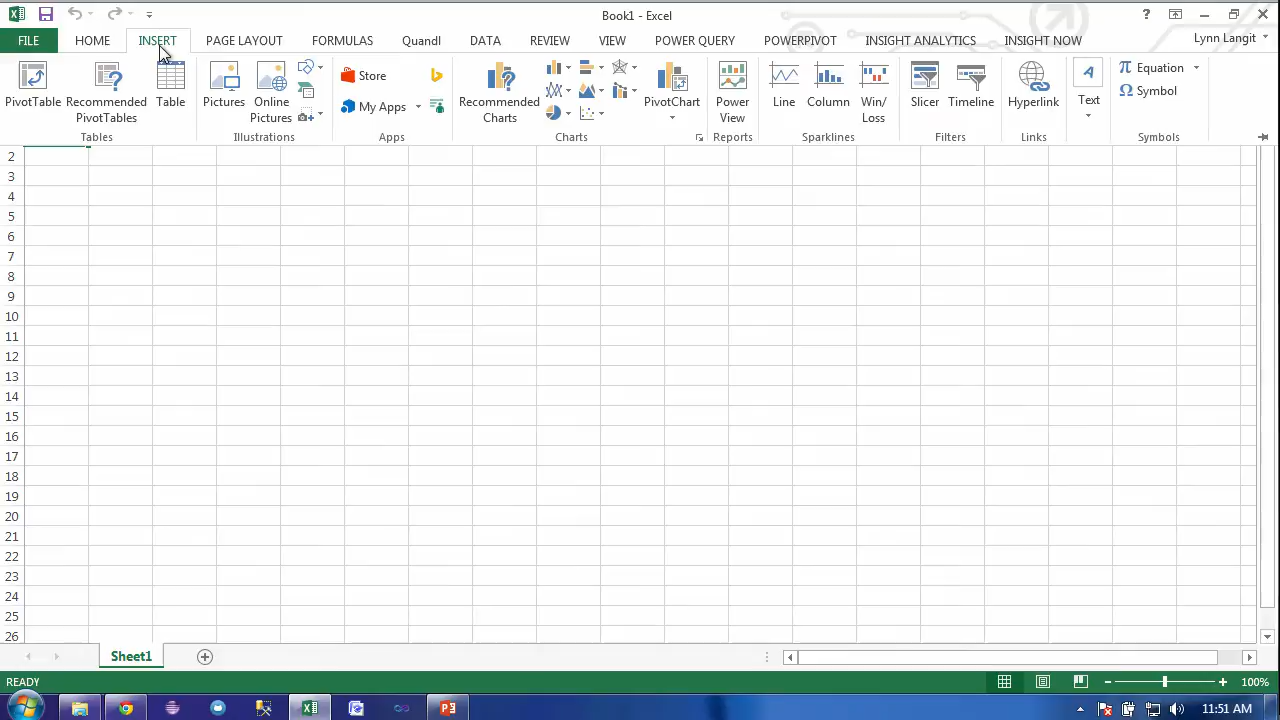 Book1 - Excel
?
FILE HOME INSERT PAGE LAYOUT FORMULAS Quandl DATA REVIEW VIEW POWER QUERY POWERPIVOT INSIGHT ANALYTICS INSIGHT NOW Lynn Langit
PivotTable
Recommended
PivotTables
Table
Tables
Pictures
Online
Pictures
Illustrations
Store
My Apps
Apps
Recommended
Charts
PivotChart
Charts
Power
View
Reports
Line
Column
Win/
Loss
Sparklines
Slicer
Timeline
Filters
Hyperlink
Links
A
Text
π Equation
Ω Symbol
Symbols
2
3
4
5
6
7
8
9
10
11
12
13
14
15
16
17
18
19
20
21
22
23
24
25
26
Sheet1
READY
100%
11:51 AM